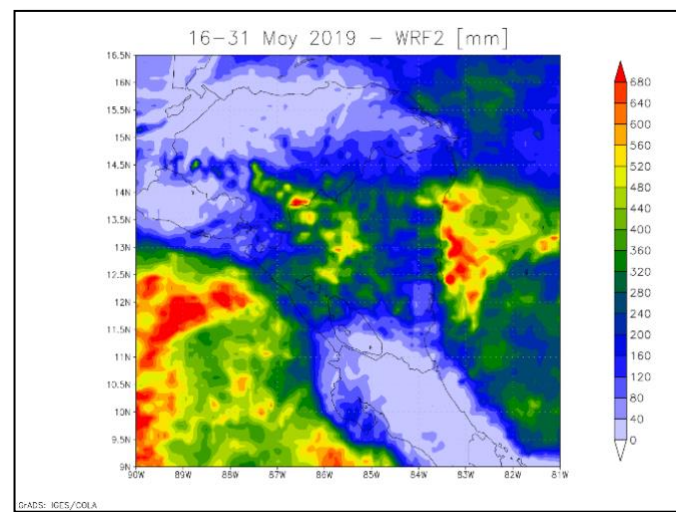 16-31 May 2019 - WRF2 [mm]
16.5N
16N
15.5N
15N
14.5N
14N
13.5N
13N
12.5N
12N
11.5N
11N
10.5N
10N
9.5N
9N
90W 89W 88W 87W 86W 85W 84W 83W 82W 81W
680
640
600
560
520
480
440
400
360
320
280
240
200
160
120
80
40
0
GrADS: IGES/COLA